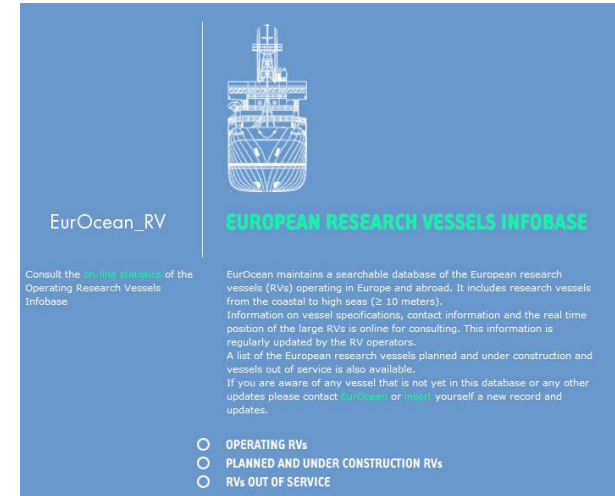 EurOcean_RV
EUROPEAN RESEARCH VESSELS INFOBASE
Consult the on-line statistics of the
Operating Research Vessels
Infobase
EurOcean maintains a searchable database of the European research
vessels (RVs) operating in Europe and abroad. It includes research vessels
from the coastal to high seas (≥ 10 meters).
Information on vessel specifications, contact information and the real time
position of the large RVs is online for consulting. This information is
regularly updated by the RV operators.
A list of the European research vessels planned and under construction and
vessels out of service is also available.
If you are aware of any vessel that is not yet in this database or any other
updates please contact EurOcean or insert yourself a new record and
updates.
OPERATING RVs
PLANNED AND UNDER CONSTRUCTION RVs
RVs OUT OF SERVICE